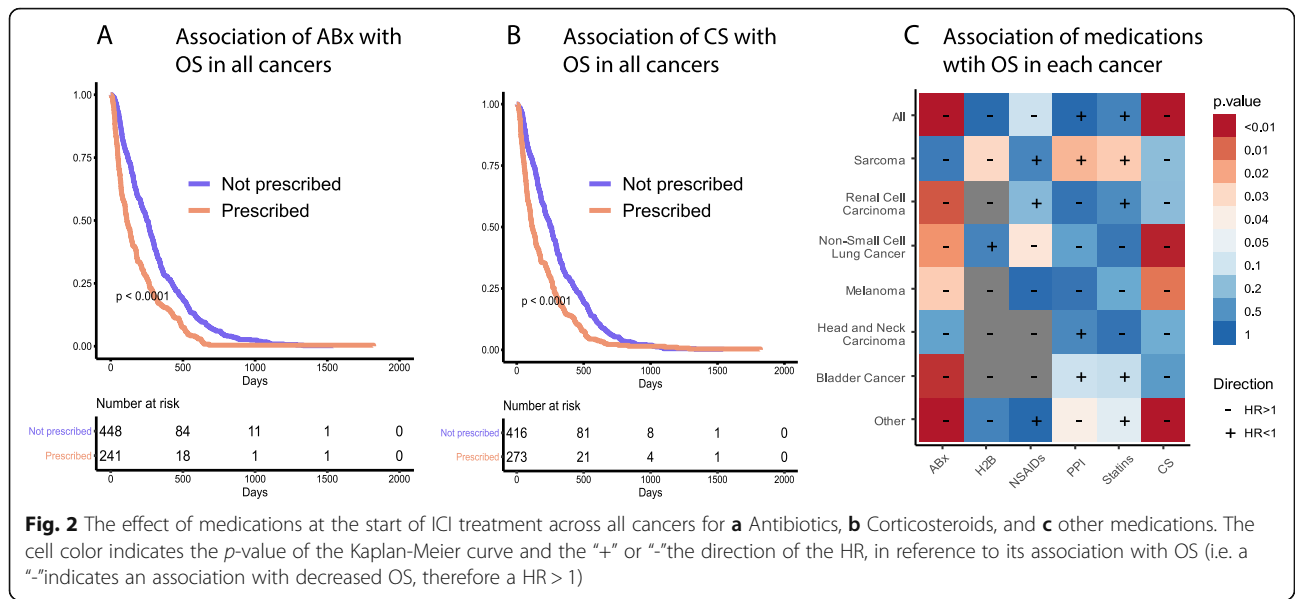 A Association of ABx with
OS in all cancers
1.00
0.75
0.50
0.25
0.00
Not prescribed
Prescribed
p < 0.0001
0 500 1000 1500 2000
Days
Number at risk
Not prescribed 448 84 11 1 0
Prescribed 241 18 1 1 0
0 500 1000 1500 2000
Days
B Association of CS with
OS in all cancers
1.00
0.75
0.50
0.25
0.00
Not prescribed
Prescribed
p < 0.0001
0 500 1000 1500 2000
Days
Number at risk
Not prescribed 416 81 8 1 0
Prescribed 273 21 4 1 0
0 500 1000 1500 2000
Days
C Association of medications
wtih OS in each cancer
All - - - + + -
Sarcoma - - + + + -
Renal Cell
Carcinoma - - + - + -
Non-Small Cell
Lung Cancer - + - - - -
Melanoma - - - - - -
Head and Neck
Carcinoma - - - + - -
Bladder Cancer - - - + + -
Other - - + - + -
ABx H2B NSAIDs PPI Statins CS
p.value
<0.01
0.01
0.02
0.03
0.04
0.05
0.1
0.2
0.5
1
Direction
- HR>1
+ HR<1
Fig. 2 The effect of medications at the start of ICI treatment across all cancers for a Antibiotics, b Corticosteroids, and c other medications. The
cell color indicates the p-value of the Kaplan-Meier curve and the “+” or “-”the direction of the HR, in reference to its association with OS (i.e. a
“-”indicates an association with decreased OS, therefore a HR > 1)